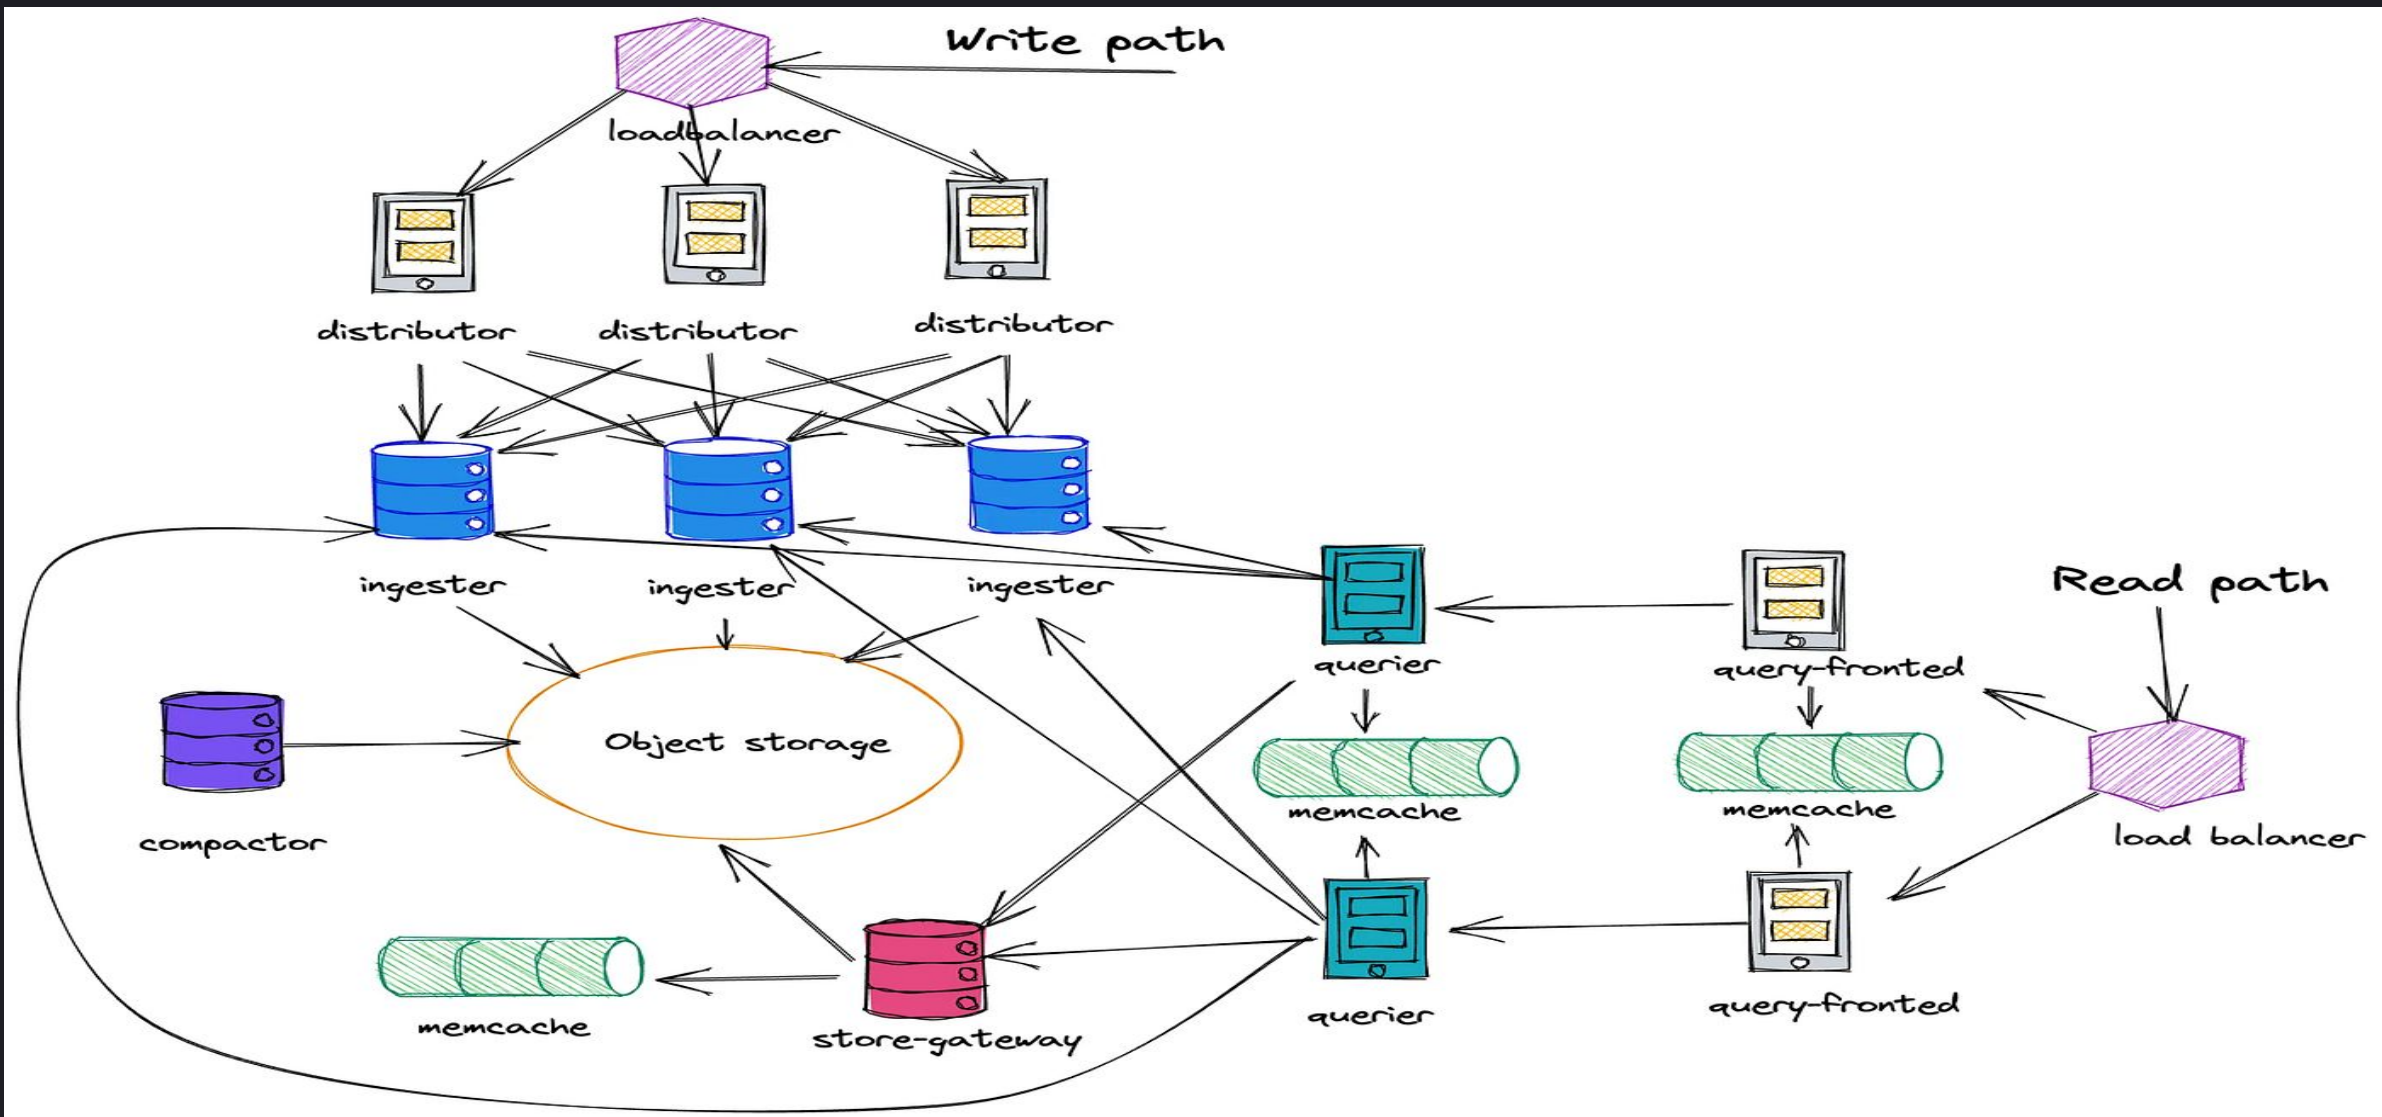 Write path
loadbalancer
distributor
distributor
distributor
ingester
ingester
ingester
Read path
querier
query-fronted
Object storage
memcache
memcache
load balancer
compactor
memcache
store-gateway
querier
query-fronted